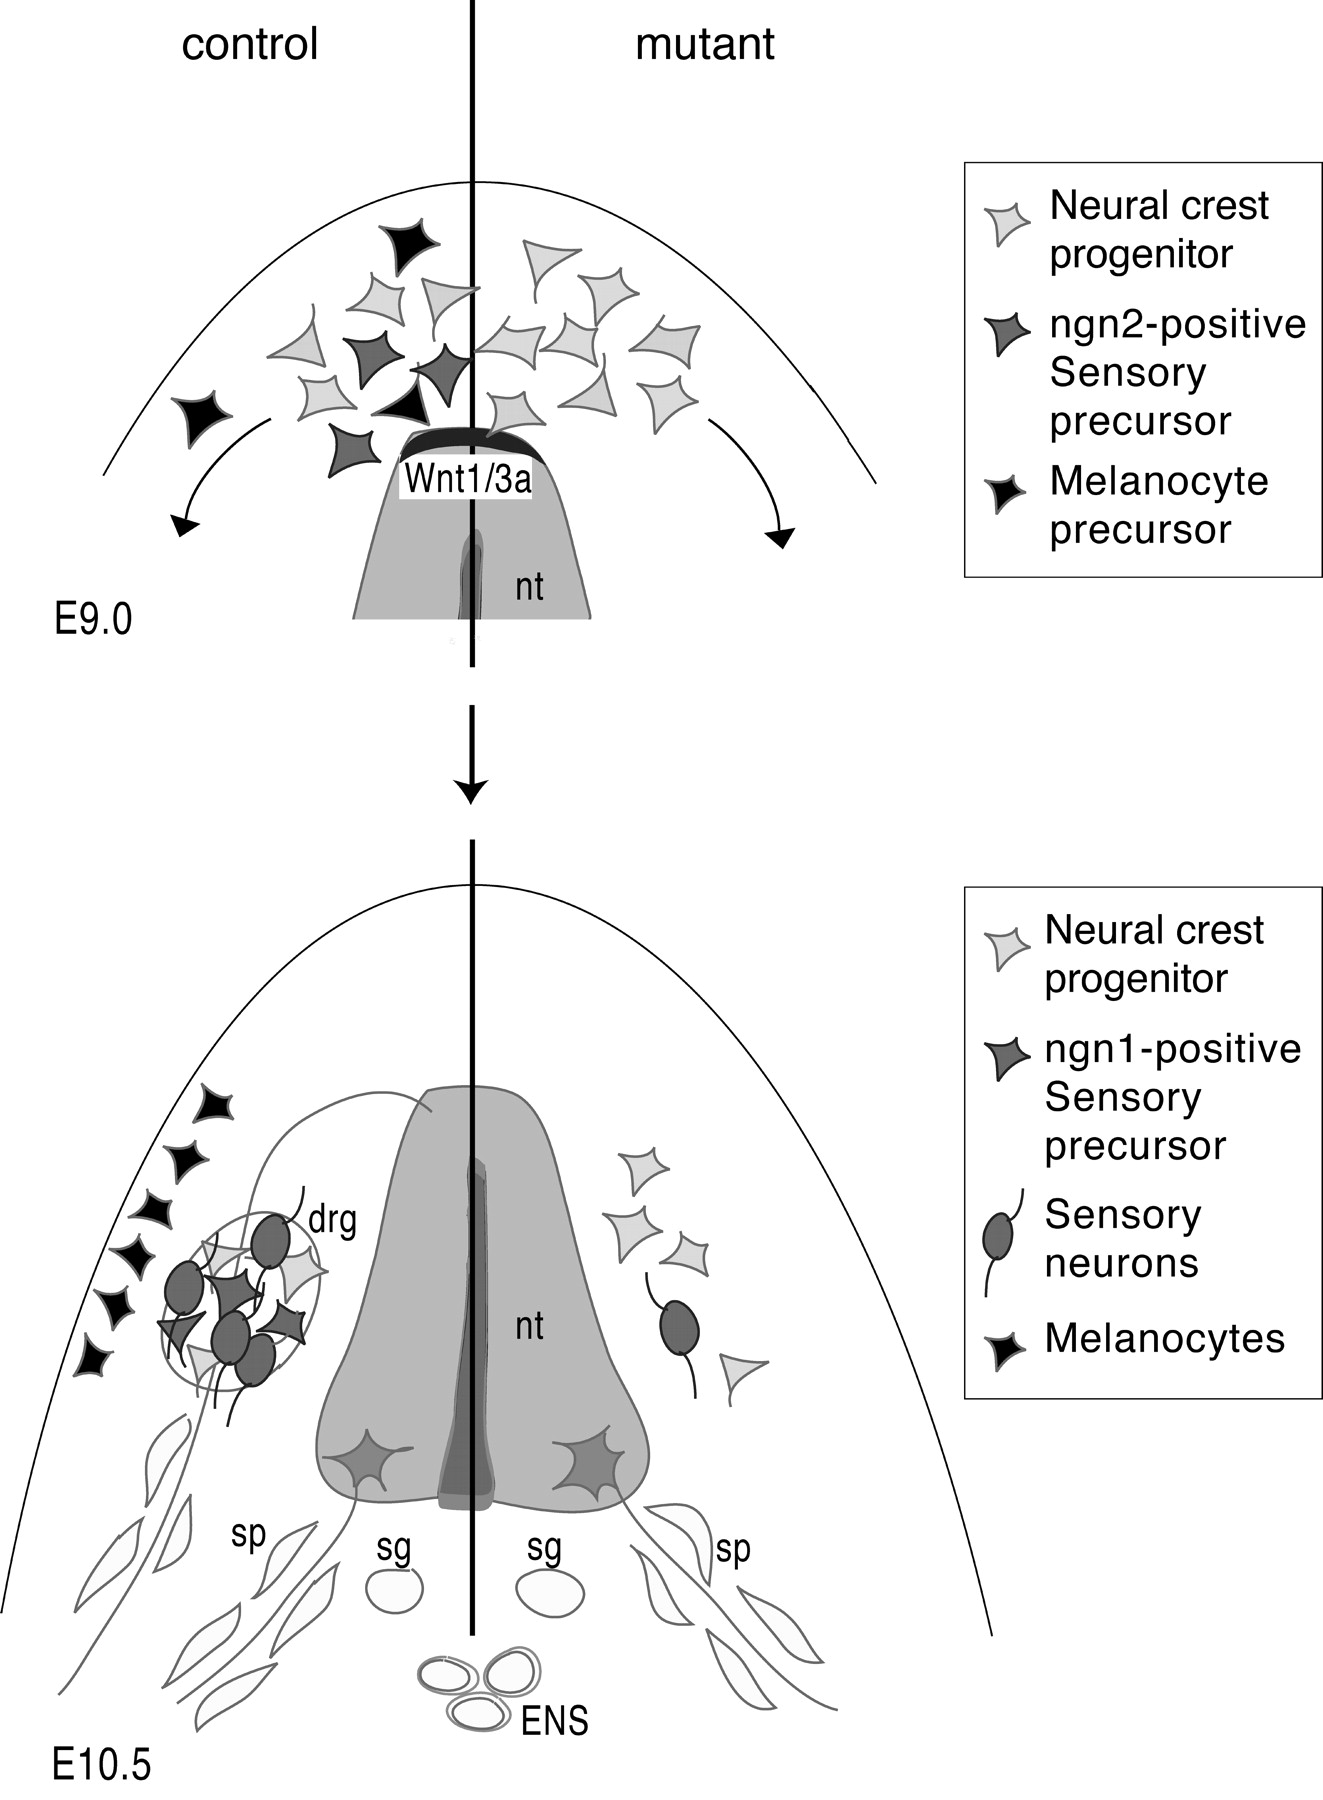 control
mutant
Neural crest
progenitor
ngn2-positive
Sensory
precursor
Melanocyte
precursor
Wnt1/3a
nt
E9.0
Neural crest
progenitor
ngn1-positive
Sensory
precursor
Sensory
neurons
Melanocytes
drg
nt
sp
sg
sg
sp
ENS
E10.5